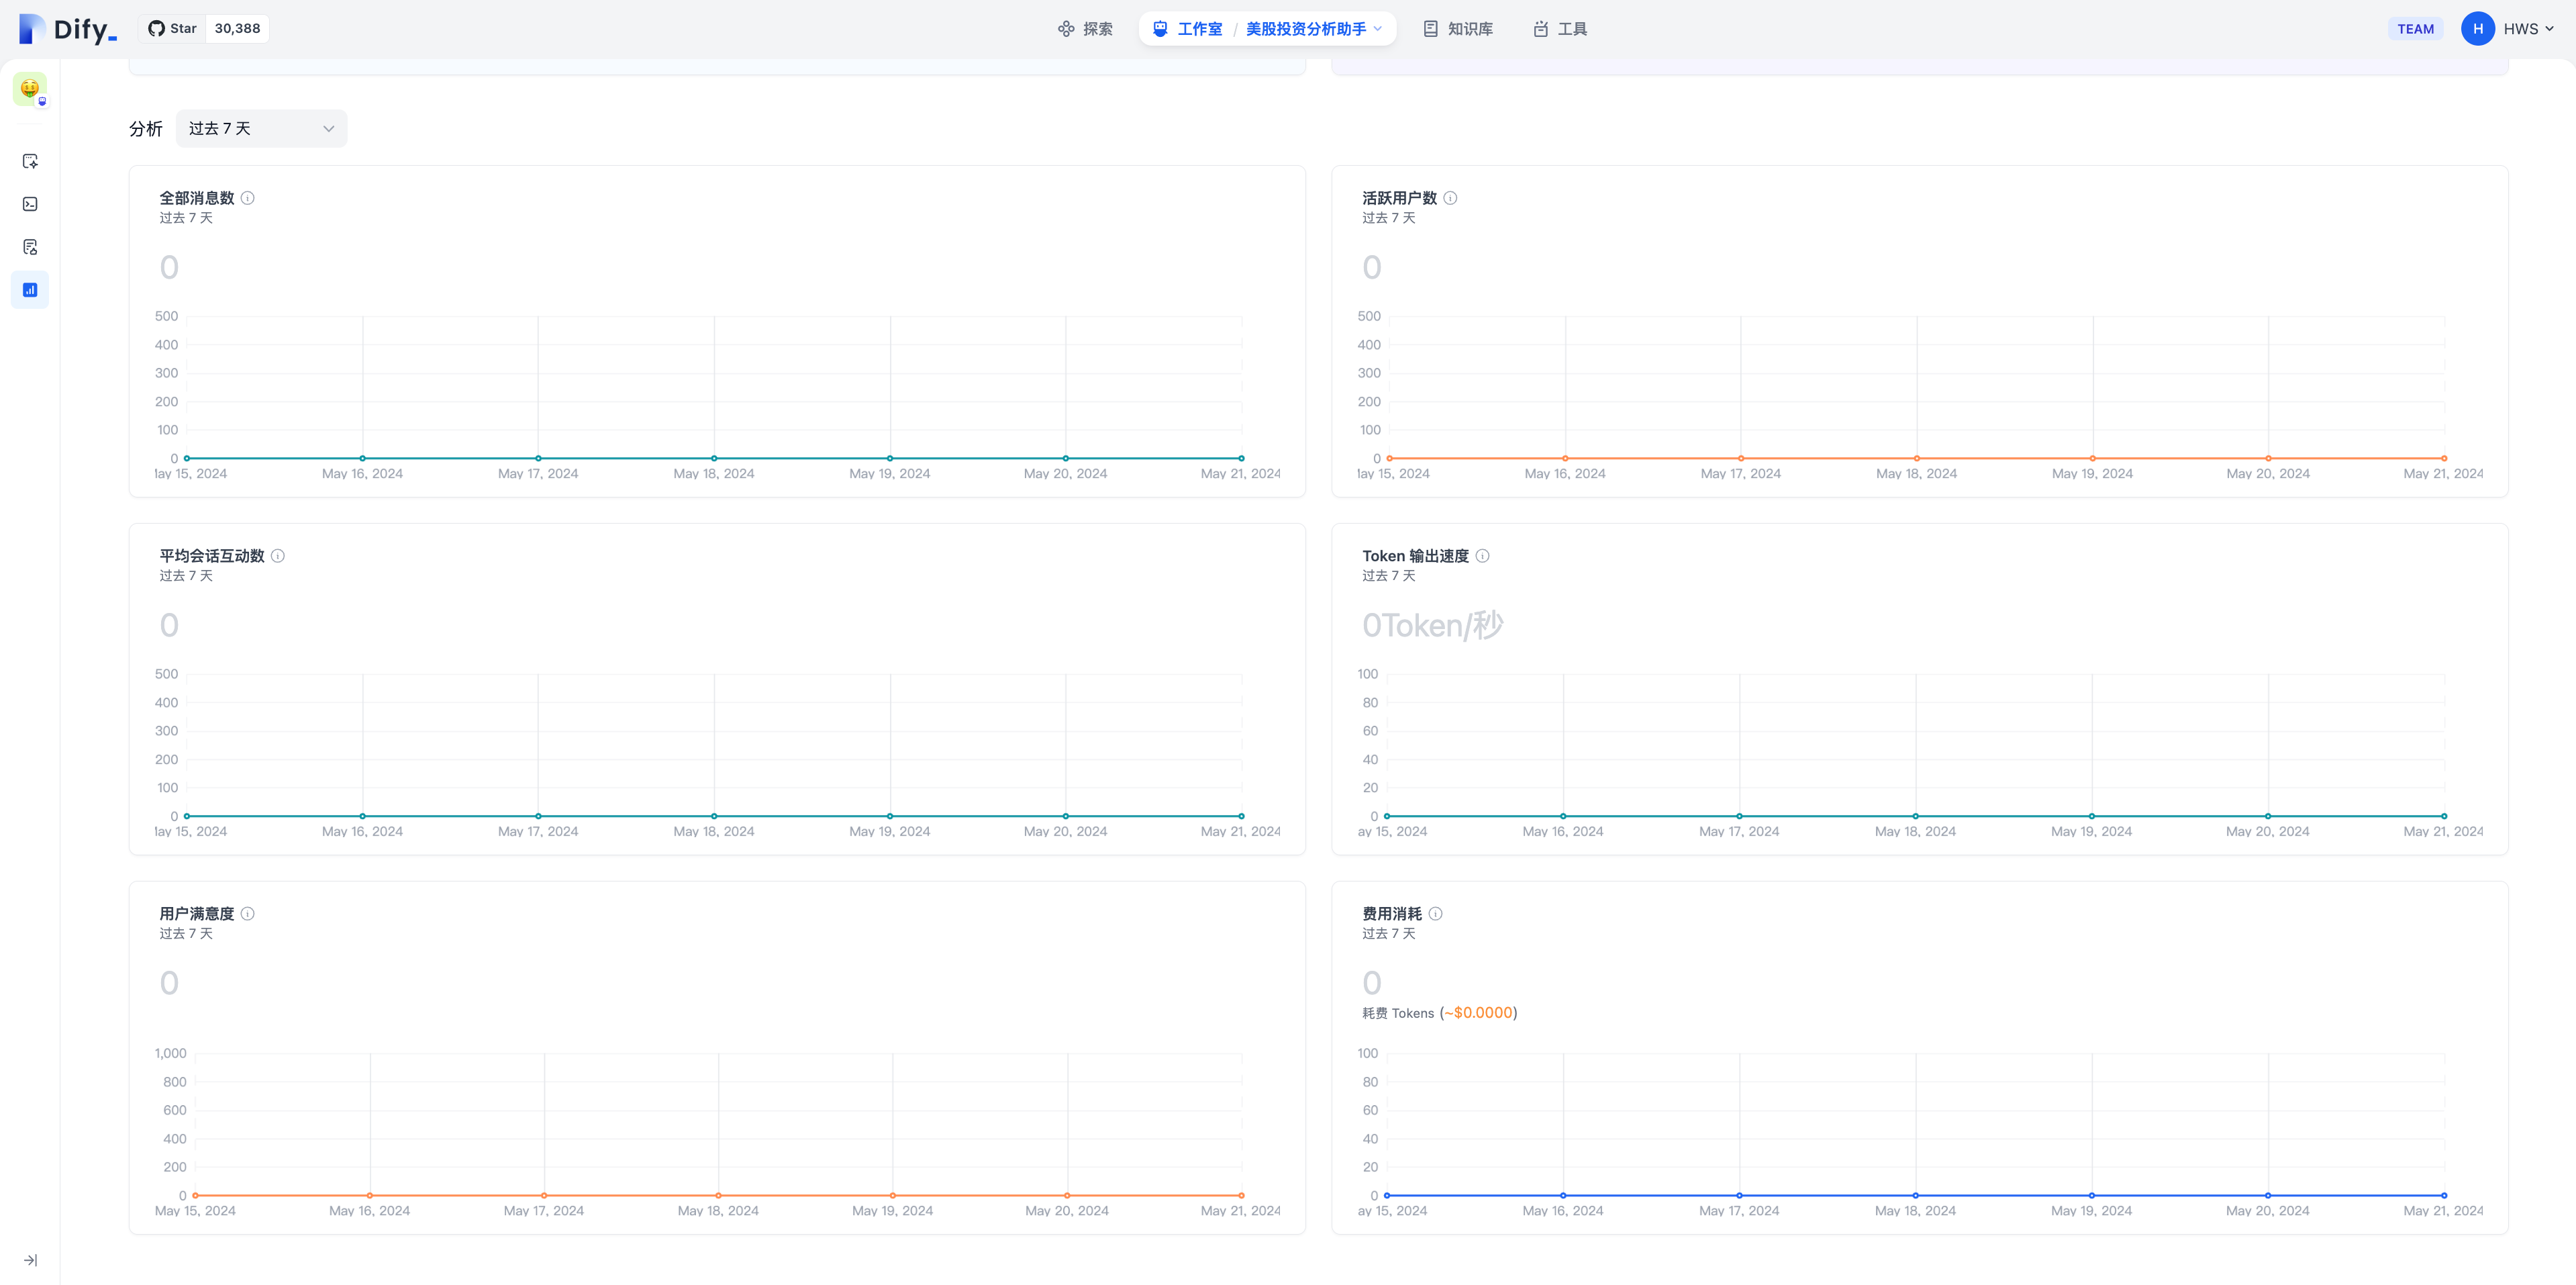 Dify_
Star 30,388
探索
工作室 / 美股投资分析助手
知识库
工具
TEAM
H HWS
分析 过去 7 天
全部消息数
过去 7 天
0
500
400
300
200
100
0
May 15, 2024 May 16, 2024 May 17, 2024 May 18, 2024 May 19, 2024 May 20, 2024 May 21, 2024
活跃用户数
过去 7 天
0
500
400
300
200
100
0
May 15, 2024 May 16, 2024 May 17, 2024 May 18, 2024 May 19, 2024 May 20, 2024 May 21, 2024
平均会话互动数
过去 7 天
0
500
400
300
200
100
0
May 15, 2024 May 16, 2024 May 17, 2024 May 18, 2024 May 19, 2024 May 20, 2024 May 21, 2024
Token 输出速度
过去 7 天
0Token/秒
100
80
60
40
20
0
ay 15, 2024 May 16, 2024 May 17, 2024 May 18, 2024 May 19, 2024 May 20, 2024 May 21, 2024
用户满意度
过去 7 天
0
1,000
800
600
400
200
0
May 15, 2024 May 16, 2024 May 17, 2024 May 18, 2024 May 19, 2024 May 20, 2024 May 21, 2024
费用消耗
过去 7 天
0
耗费 Tokens (~$0.0000)
100
80
60
40
20
0
ay 15, 2024 May 16, 2024 May 17, 2024 May 18, 2024 May 19, 2024 May 20, 2024 May 21, 2024